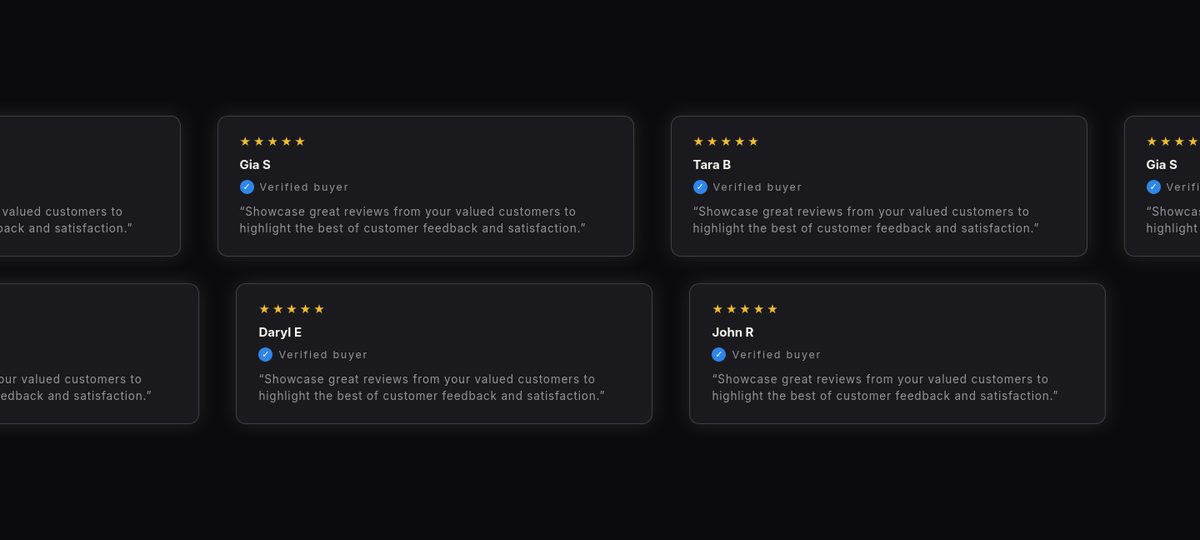 valued customers to
back and satisfaction.”
★★★★★
Gia S
Verified buyer
“Showcase great reviews from your valued customers to
highlight the best of customer feedback and satisfaction.”
★★★★★
Tara B
Verified buyer
“Showcase great reviews from your valued customers to
highlight the best of customer feedback and satisfaction.”
★★★★
Gia S
highlight
valued customers to
and satisfaction.”
★★★★★
Daryl E
Verified buyer
“Showcase great reviews from your valued customers to
highlight the best of customer feedback and satisfaction.”
★★★★★
John R
Verified buyer
“Showcase great reviews from your valued customers to
highlight the best of customer feedback and satisfaction.”